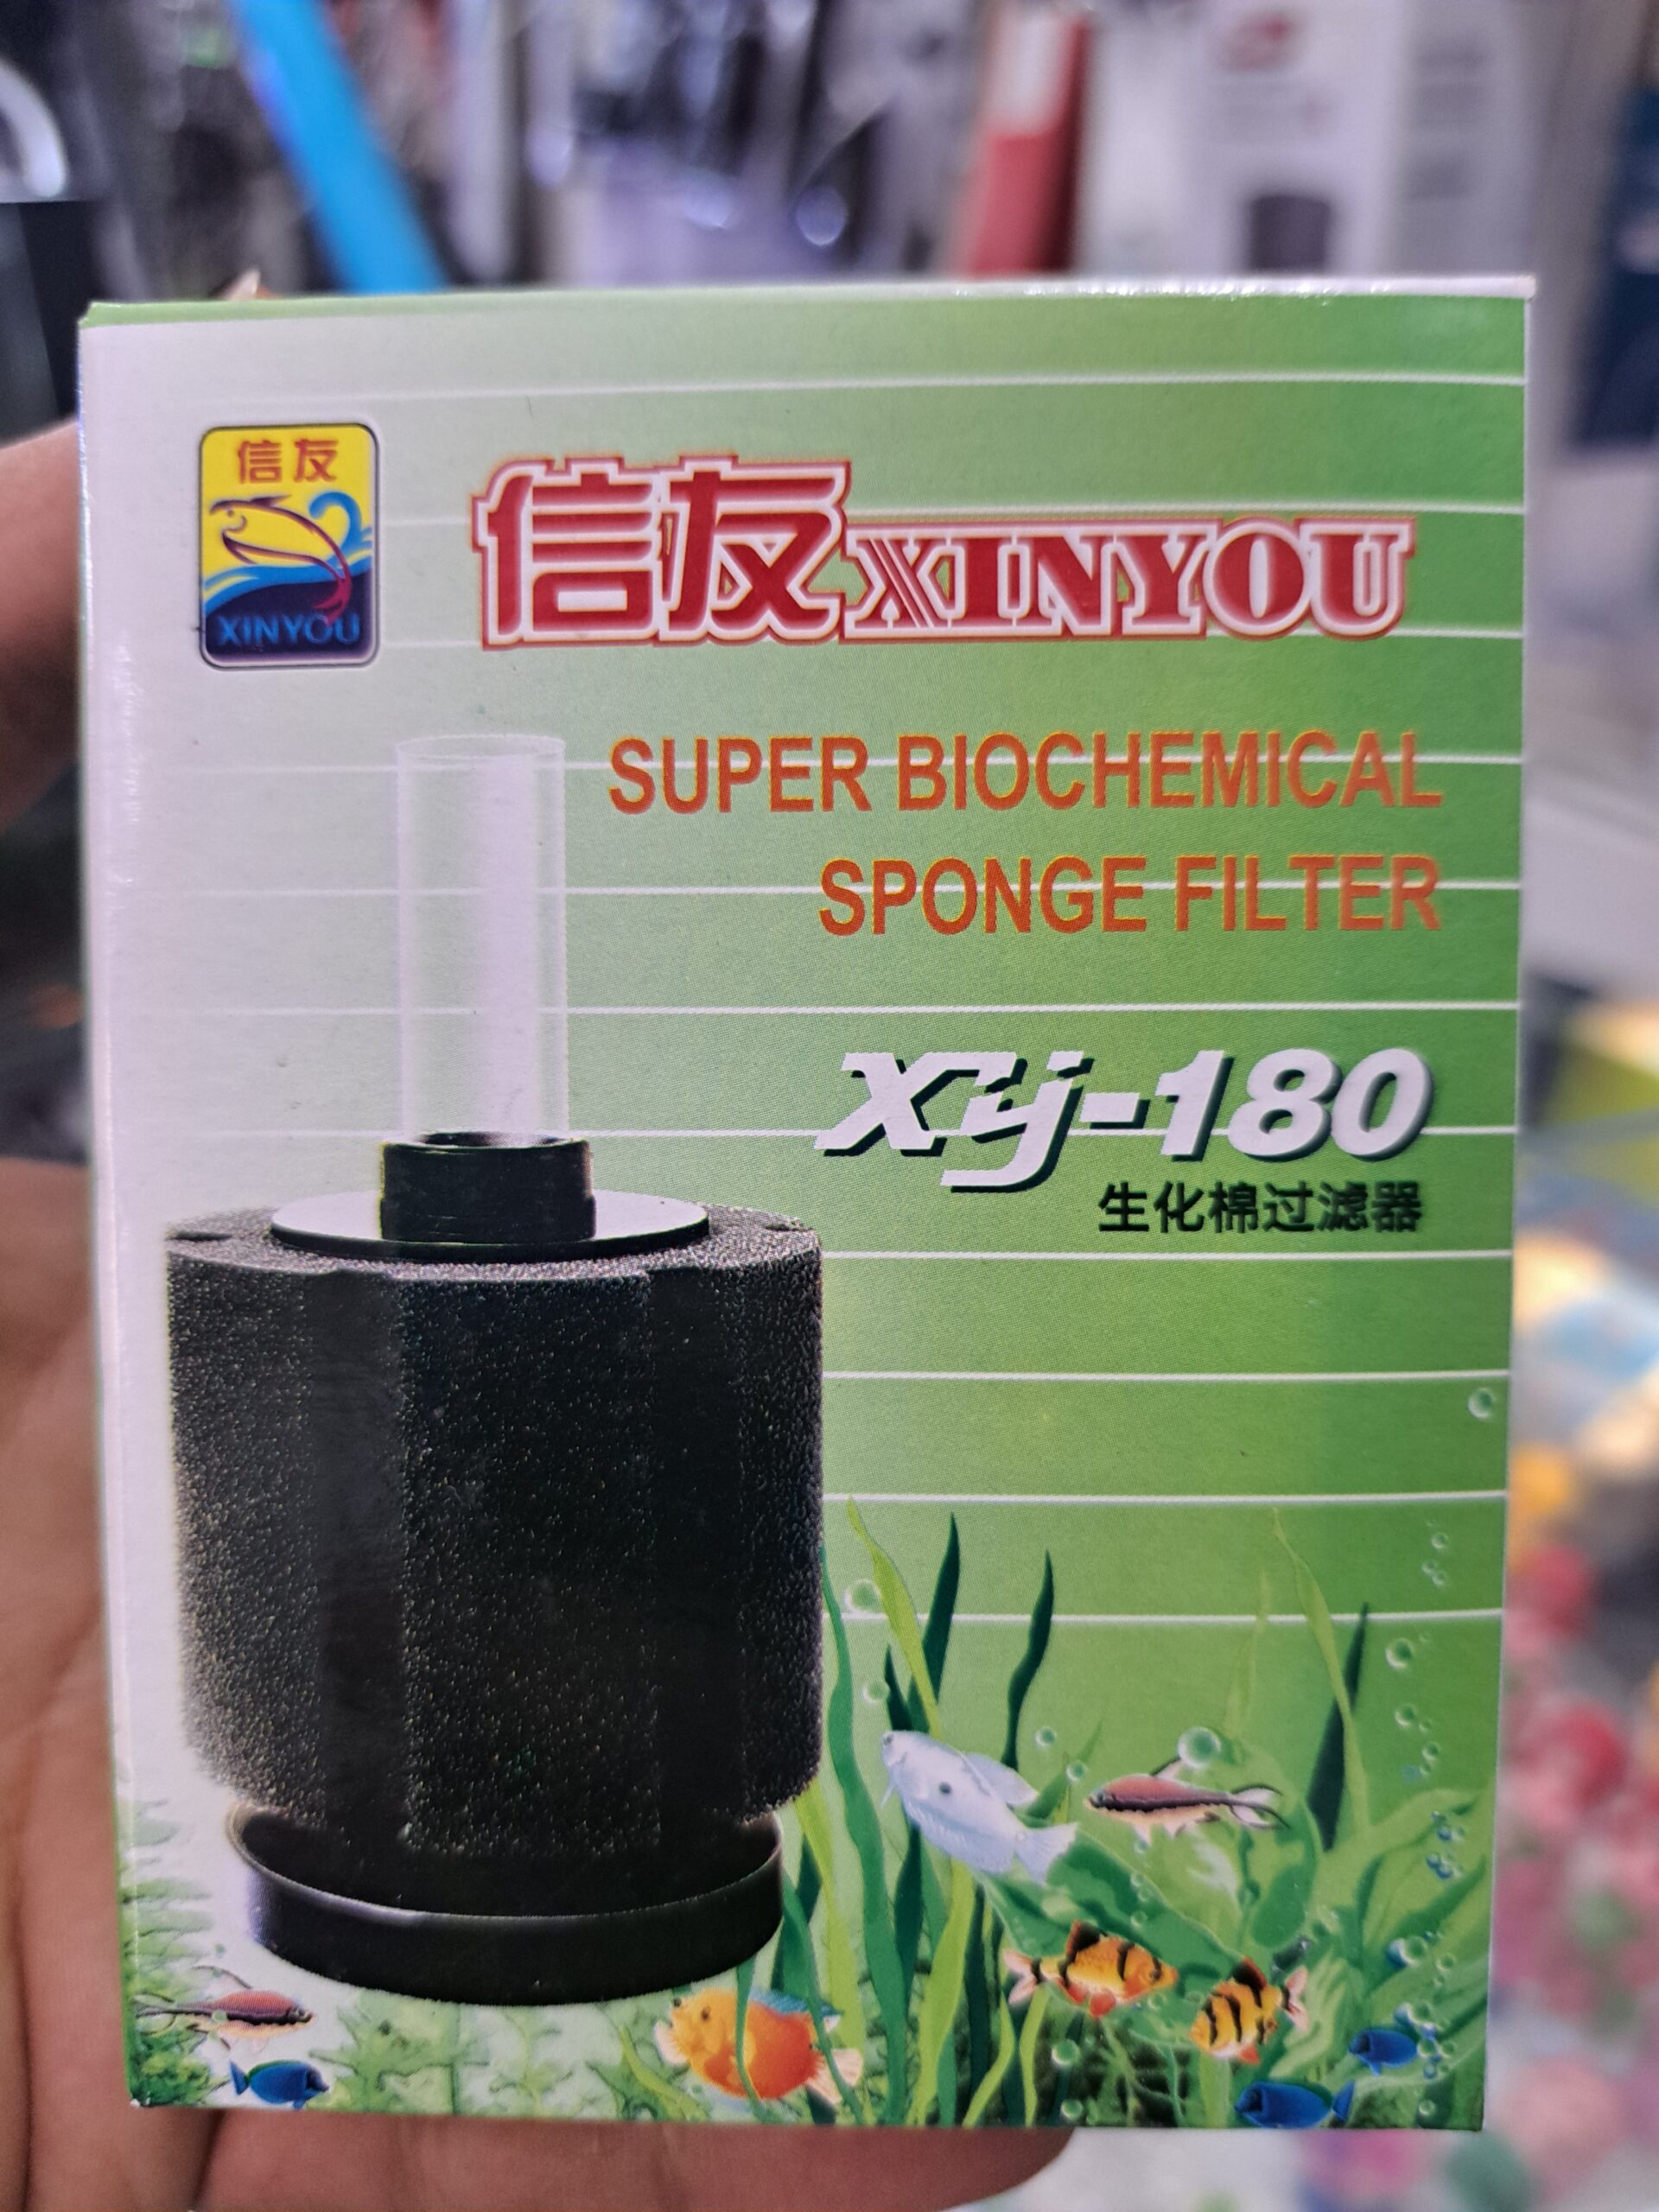 信友
XINYOU
信友XINYOU
SUPER BIOCHEMICAL
SPONGE FILTER
XY-180
生化棉过滤器